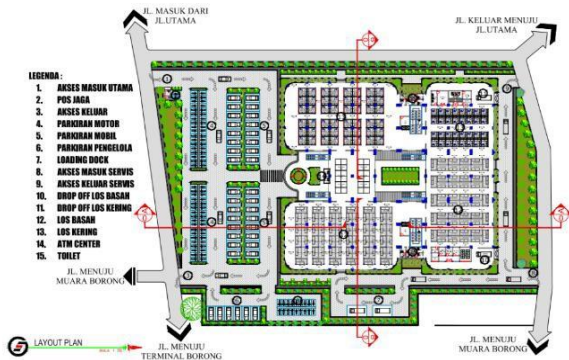 JL. MASUK DARI
JL.UTAMA
JL. KELUAR MENUJU
JL.UTAMA
LEGENDA :
1. AKSES MASUK UTAMA
2. POS JAGA
3. AKSES KELUAR
4. PARKIRAN MOTOR
5. PARKIRAN MOBIL
6. PARKIRAN PENGELOLA
7. LOADING DOCK
8. AKSES MASUK SERVIS
9. AKSES KELUAR SERVIS
10. DROP OFF LOS BASAH
11. DROP OFF LOS KERING
12. LOS BASAH
13. LOS KERING
14. ATM CENTER
15. TOILET
JL. MENUJU
MUARA BORONG
LAYOUT PLAN
JL. MENUJU
TERMINAL BORONG
JL. MENUJU
MUARA BORONG